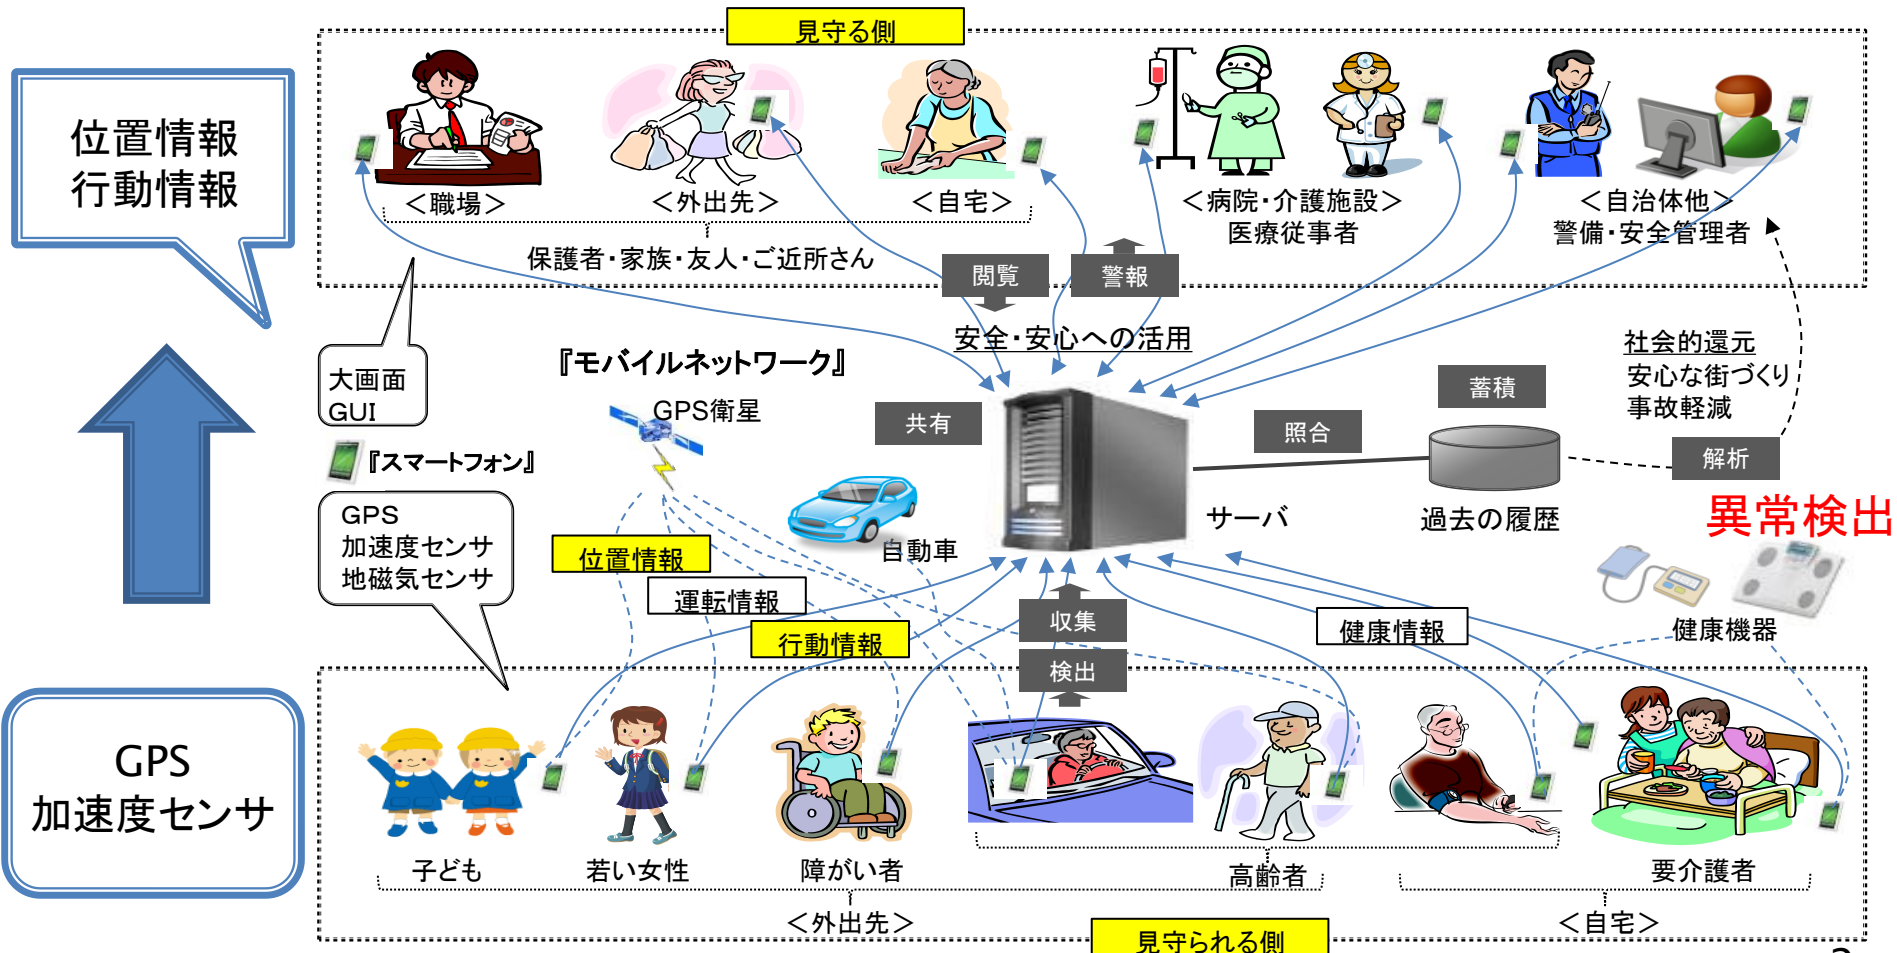 見守る側
位置情報
行動情報
＜職場＞
＜外出先＞
＜自宅＞
＜病院・介護施設＞
医療従事者
＜自治体他＞
警備・安全管理者
保護者・家族・友人・ご近所さん
閲覧
警報
安全・安心への活用
大画面
GUI
『モバイルネットワーク』
GPS衛星
共有
照合
蓄積
社会的還元
安心な街づくり
事故軽減
解析
『スマートフォン』
GPS
加速度センサ
地磁気センサ
自動車
サーバ
過去の履歴
異常検出
位置情報
運転情報
行動情報
収集
検出
健康情報
健康機器
GPS
加速度センサ
子ども
若い女性
障がい者
高齢者
要介護者
＜外出先＞
＜自宅＞
見守られる側